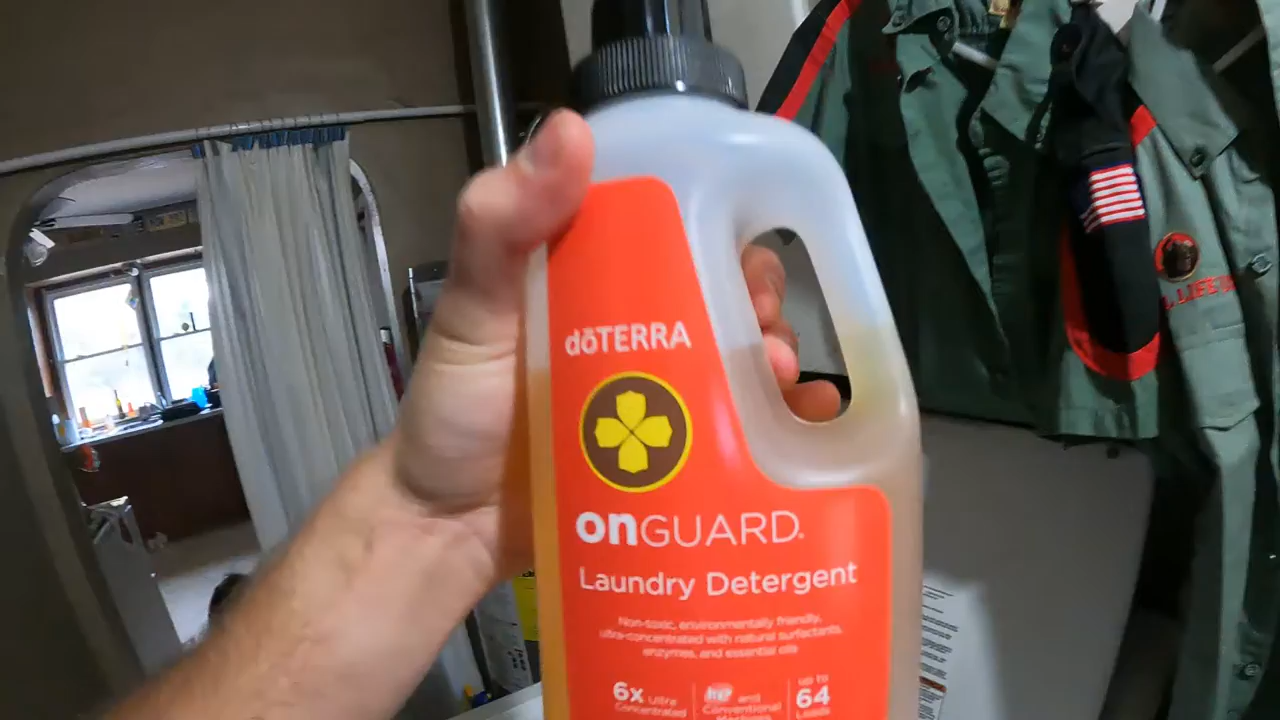 dōTERRA
onGUARD®
Laundry Detergent
Non-toxic, environmentally friendly,
ultra-concentrated with natural surfactants,
enzymes, and essential oils
6x Ultra Concentrated
he and Conventional
up to 64 Loads